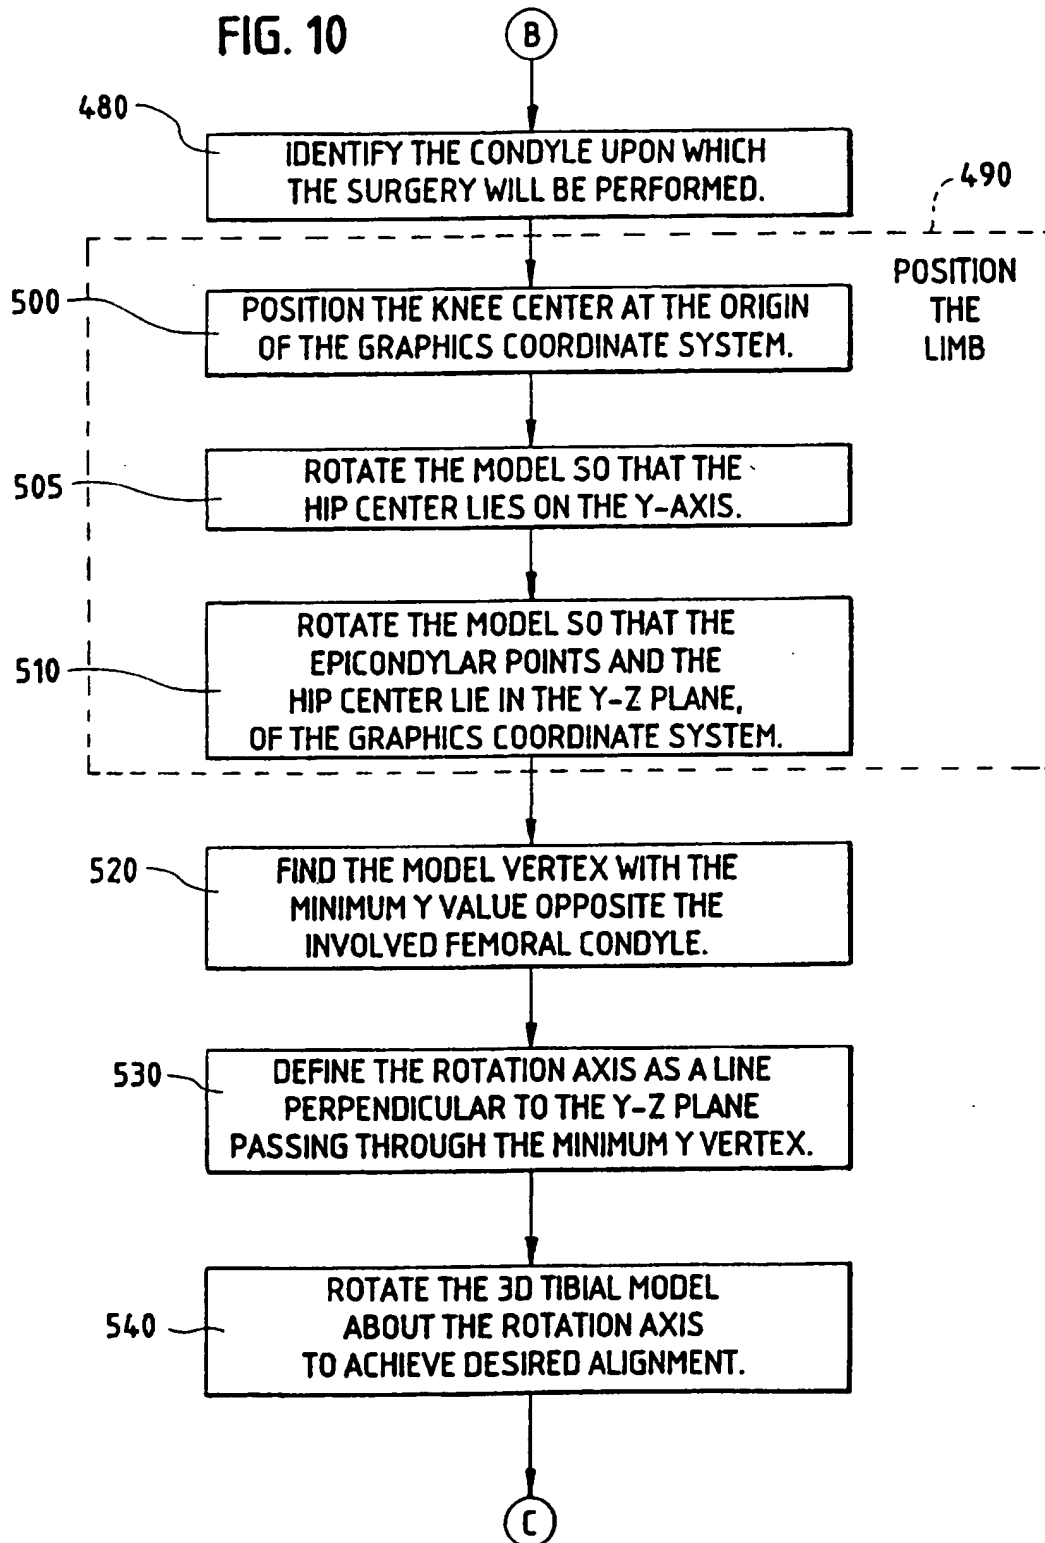 FIG. 10
B
480
IDENTIFY THE CONDYLE UPON WHICH
THE SURGERY WILL BE PERFORMED.
490
POSITION
THE
LIMB
500
POSITION THE KNEE CENTER AT THE ORIGIN
OF THE GRAPHICS COORDINATE SYSTEM.
505
ROTATE THE MODEL SO THAT THE
HIP CENTER LIES ON THE Y-AXIS.
510
ROTATE THE MODEL SO THAT THE
EPICONDYLAR POINTS AND THE
HIP CENTER LIE IN THE Y-Z PLANE,
OF THE GRAPHICS COORDINATE SYSTEM.
520
FIND THE MODEL VERTEX WITH THE
MINIMUM Y VALUE OPPOSITE THE
INVOLVED FEMORAL CONDYLE.
530
DEFINE THE ROTATION AXIS AS A LINE
PERPENDICULAR TO THE Y-Z PLANE
PASSING THROUGH THE MINIMUM Y VERTEX.
540
ROTATE THE 3D TIBIAL MODEL
ABOUT THE ROTATION AXIS
TO ACHIEVE DESIRED ALIGNMENT.
C